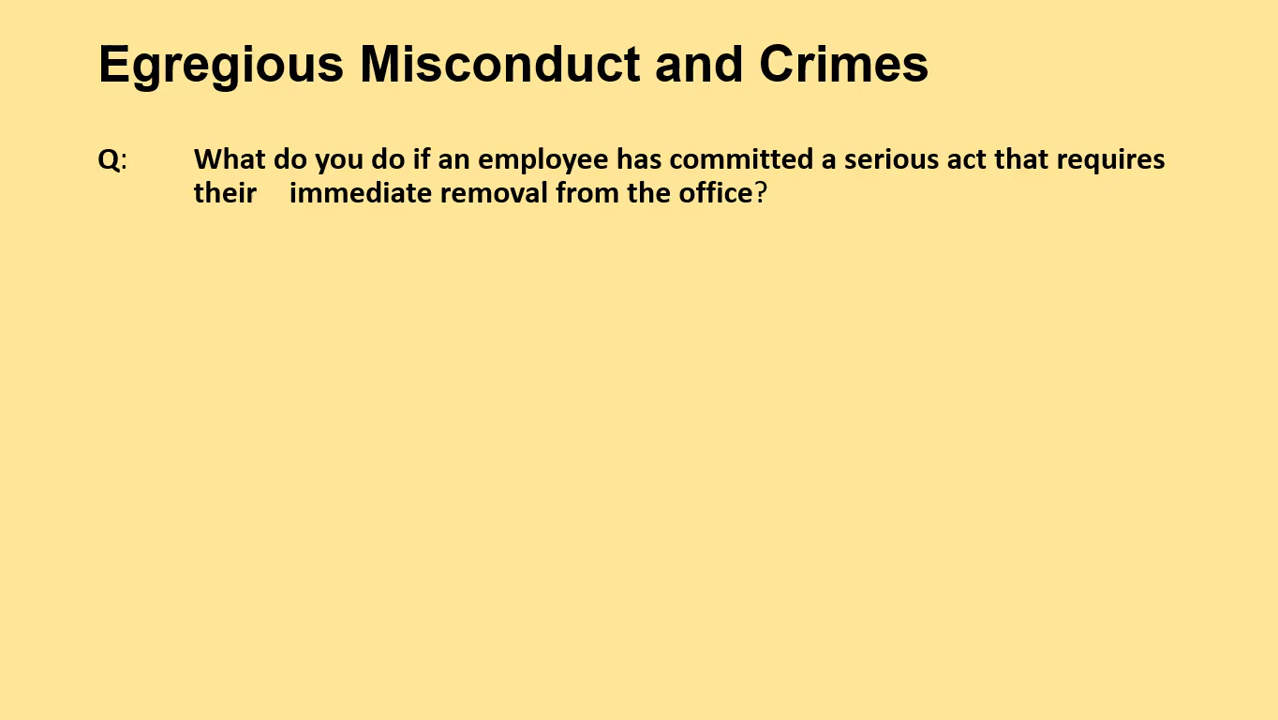 Egregious Misconduct and Crimes
Q: What do you do if an employee has committed a serious act that requires
their immediate removal from the office?